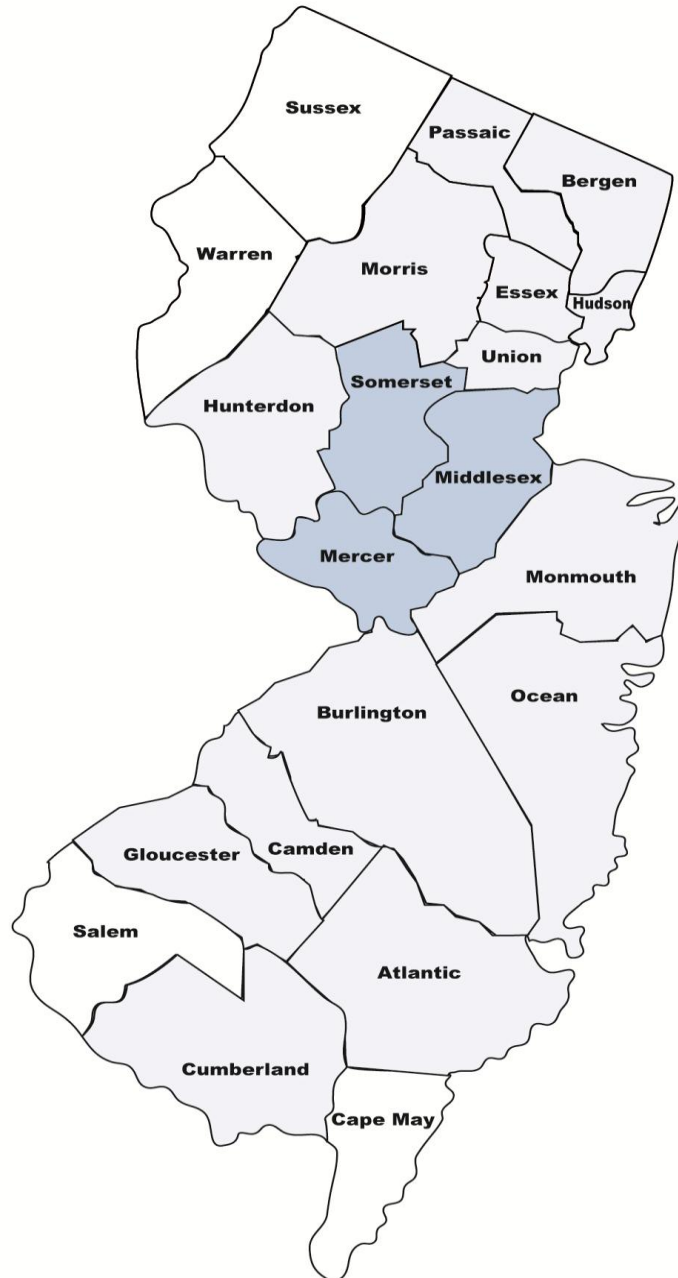 Sussex
Passaic
Bergen
Warren
Morris
Essex
Hudson
Union
Somerset
Hunterdon
Middlesex
Mercer
Monmouth
Ocean
Burlington
Camden
Gloucester
Salem
Atlantic
Cumberland
Cape May